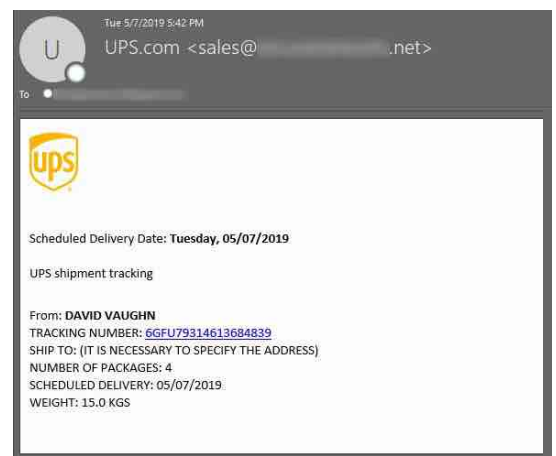 Tue 5/7/2019 5:42 PM
U
UPS.com <sales@ .net>
To
ups
Scheduled Delivery Date: Tuesday, 05/07/2019
UPS shipment tracking
From: DAVID VAUGHN
TRACKING NUMBER: 6GFU79314613684839
SHIP TO: (IT IS NECESSARY TO SPECIFY THE ADDRESS)
NUMBER OF PACKAGES: 4
SCHEDULED DELIVERY: 05/07/2019
WEIGHT: 15.0 KGS